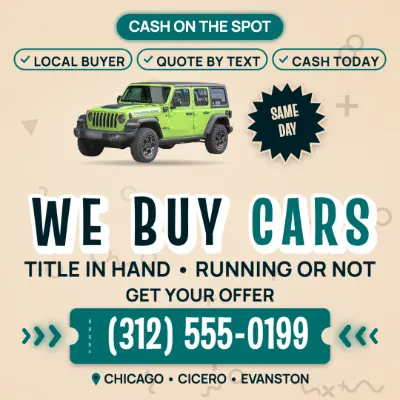 CASH ON THE SPOT
LOCAL BUYER
QUOTE BY TEXT
CASH TODAY
SAME
DAY
WE BUY CARS
TITLE IN HAND • RUNNING OR NOT
GET YOUR OFFER
(312) 555-0199
CHICAGO • CICERO • EVANSTON